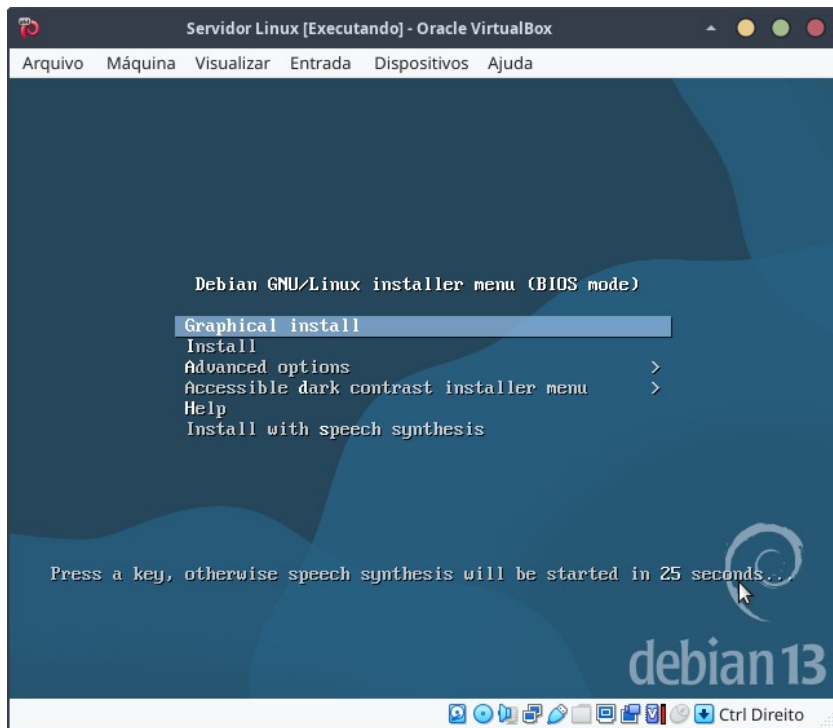 Servidor Linux [Executando] - Oracle VirtualBox
Arquivo Máquina Visualizar Entrada Dispositivos Ajuda
Debian GNU/Linux installer menu (BIOS mode)
Graphical install
Install
Advanced options >
Accessible dark contrast installer menu >
Help
Install with speech synthesis
Press a key, otherwise speech synthesis will be started in 25 seconds...
debian 13
Ctrl Direito